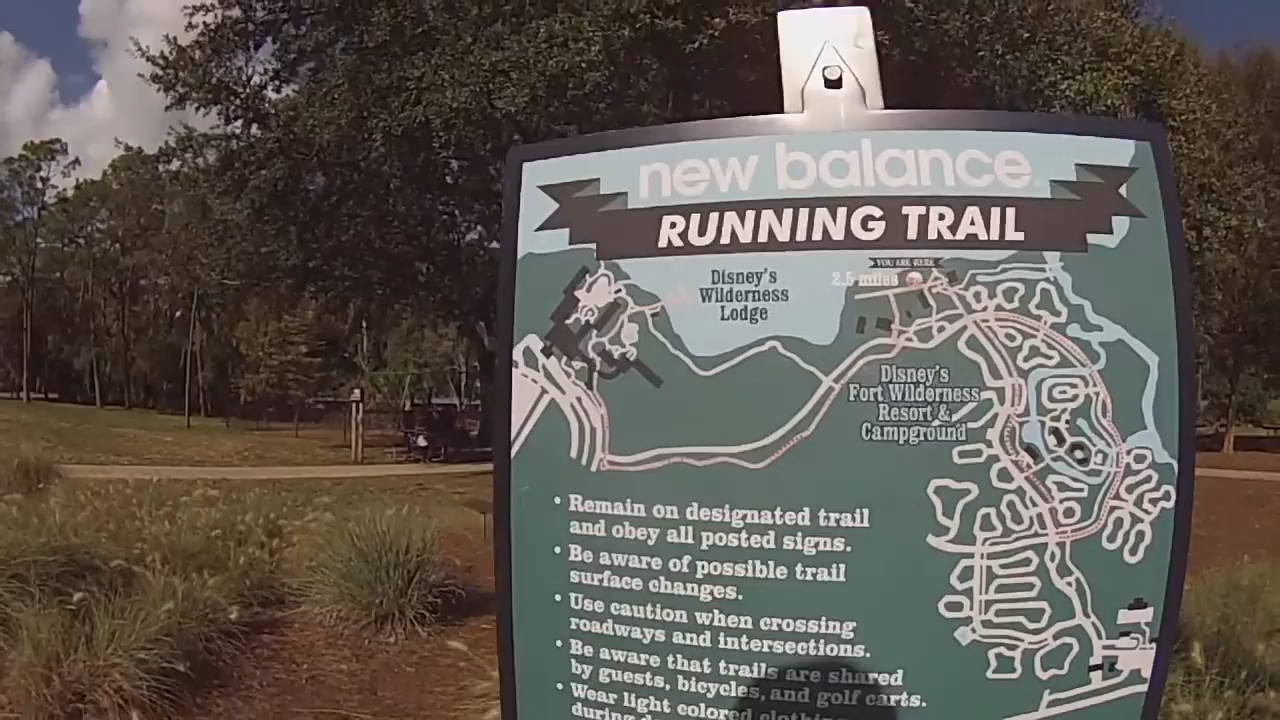 new balance
RUNNING TRAIL
YOU ARE HERE
2.5 miles
Disney's
Wilderness
Lodge
Disney's
Fort Wilderness
Resort &
Campground
• Remain on designated trail
and obey all posted signs.
• Be aware of possible trail
surface changes.
• Use caution when crossing
roadways and intersections.
• Be aware that trails are shared
by guests, bicycles, and golf carts.
• Wear light colored clothing
during